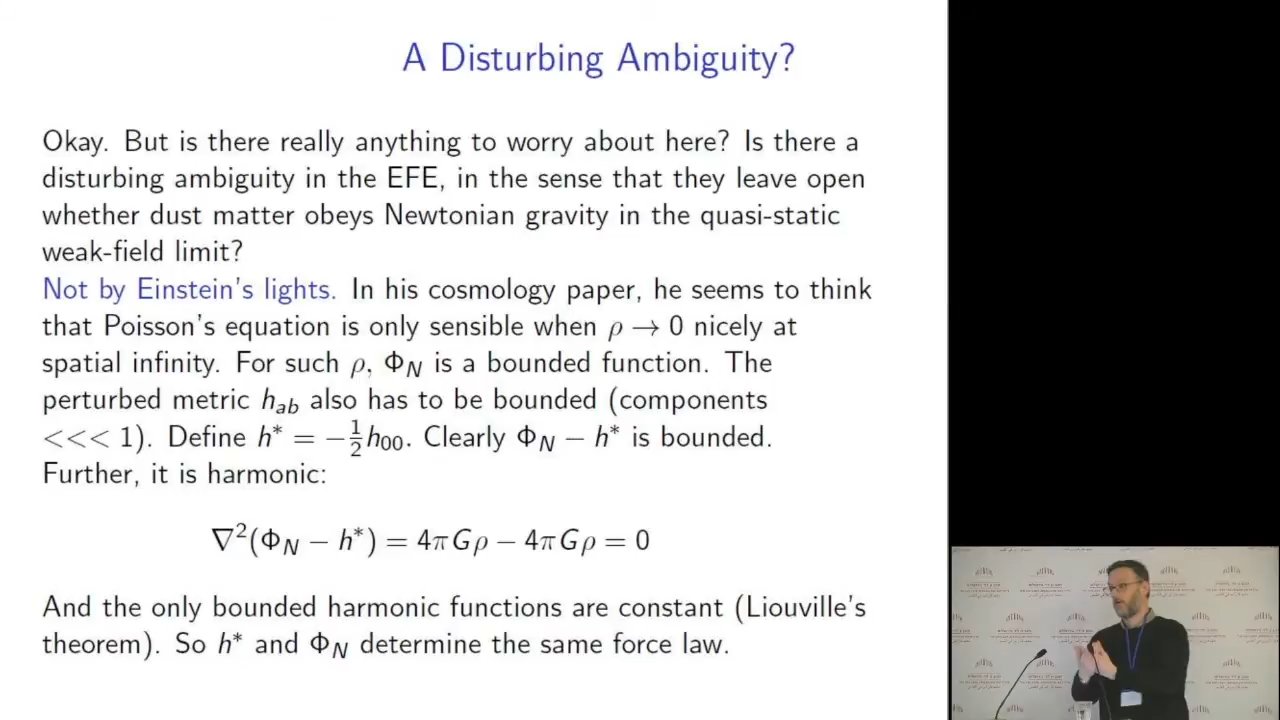 A Disturbing Ambiguity?
Okay. But is there really anything to worry about here? Is there a
disturbing ambiguity in the EFE, in the sense that they leave open
whether dust matter obeys Newtonian gravity in the quasi-static
weak-field limit?
Not by Einstein's lights. In his cosmology paper, he seems to think
that Poisson's equation is only sensible when ρ → 0 nicely at
spatial infinity. For such ρ, Φ_N is a bounded function. The
perturbed metric h_ab also has to be bounded (components
<<< 1). Define h* = −½h₀₀. Clearly Φ_N − h* is bounded.
Further, it is harmonic:
∇²(Φ_N − h*) = 4πGρ − 4πGρ = 0
And the only bounded harmonic functions are constant (Liouville's
theorem). So h* and Φ_N determine the same force law.